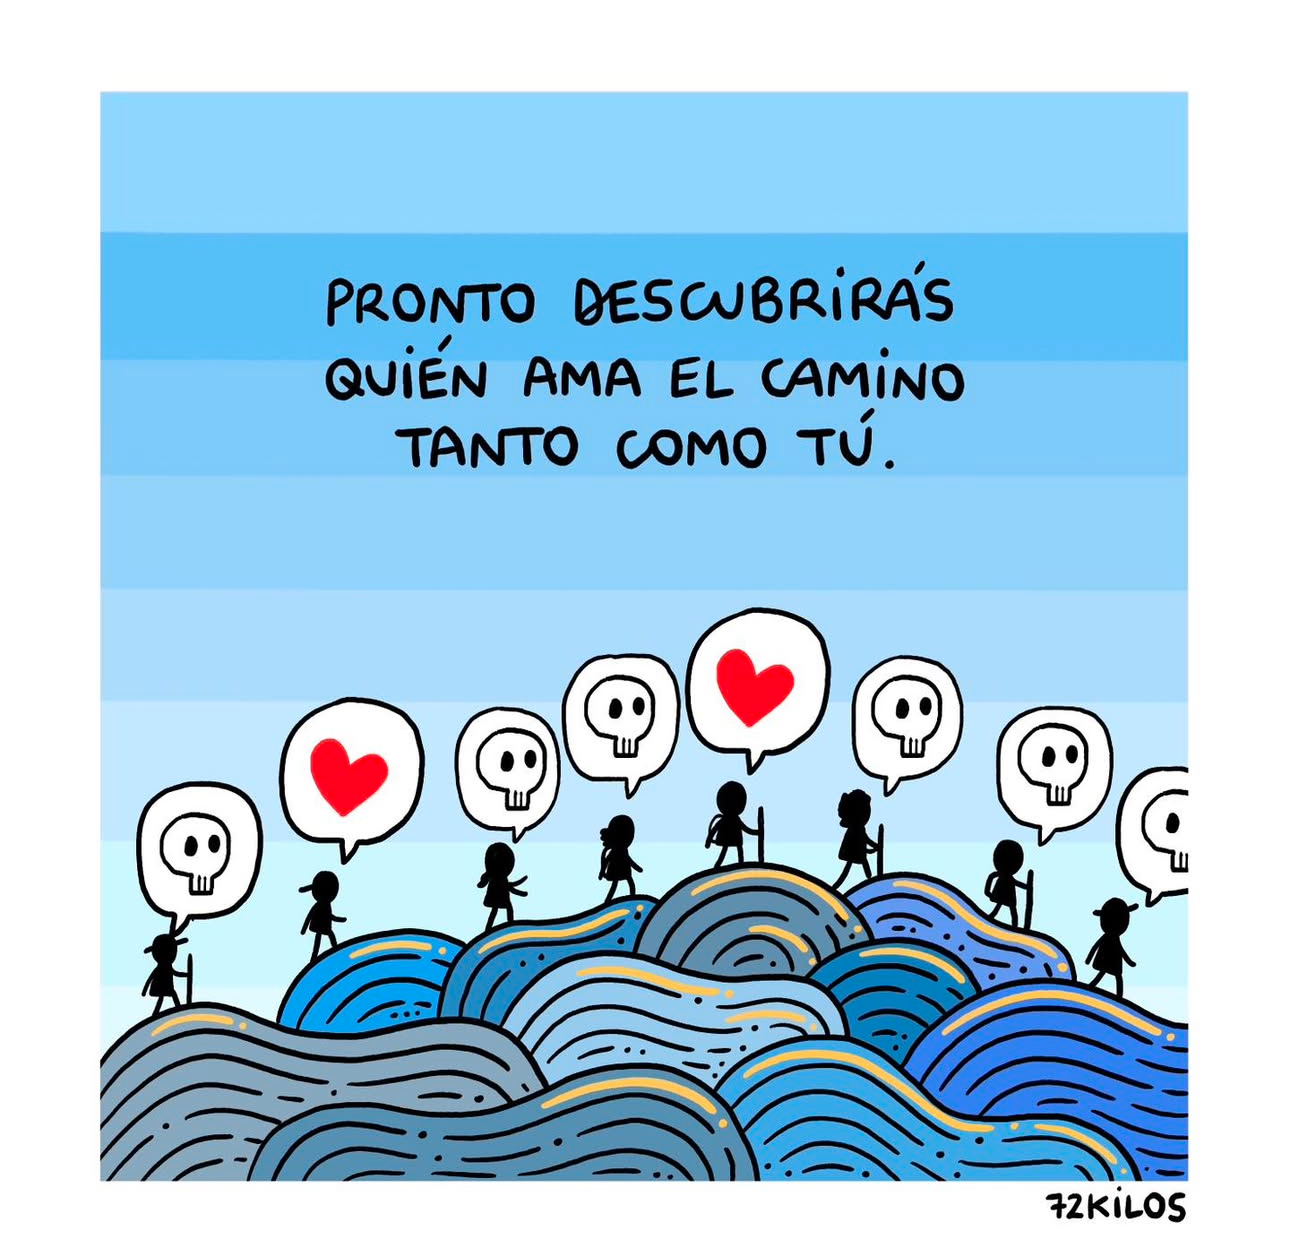 PRONTO DESCUBRIRÁS
QUIÉN AMA EL CAMINO
TANTO COMO TÚ.
72KILOS